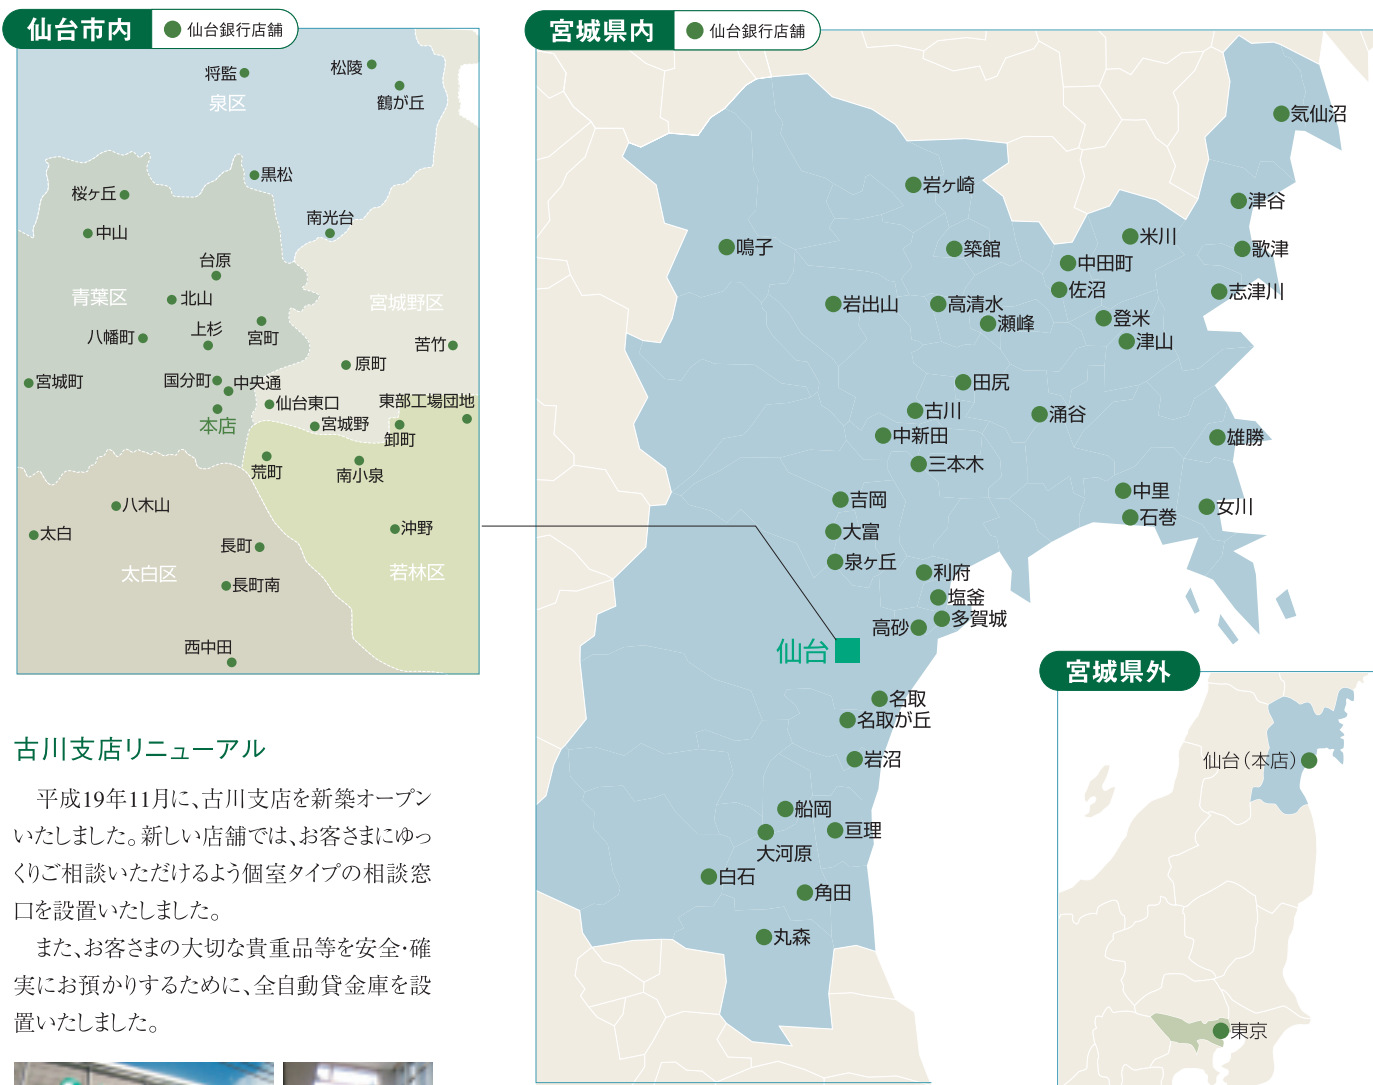 仙台市内
仙台銀行店舗
将監
松陵
鶴が丘
泉区
黒松
桜ヶ丘
中山
南光台
台原
青葉区
北山
宮城野区
八幡町
上杉
宮町
苦竹
原町
宮城町
国分町
中央通
仙台東口
東部工場団地
本店
宮城野
卸町
荒町
南小泉
八木山
太白
沖野
長町
太白区
若林区
長町南
西中田
宮城県内
仙台銀行店舗
気仙沼
岩ヶ崎
津谷
鳴子
築館
米川
歌津
中田町
佐沼
志津川
岩出山
高清水
瀬峰
登米
津山
田尻
古川
涌谷
中新田
雄勝
三本木
吉岡
中里
女川
石巻
大富
泉ヶ丘
利府
塩釜
多賀城
高砂
仙台
名取
名取が丘
岩沼
船岡
亘理
大河原
白石
角田
丸森
宮城県外
仙台(本店)
東京
古川支店リニューアル
平成19年11月に、古川支店を新築オープン
いたしました。新しい店舗では、お客さまにゆっ
くりご相談いただけるよう個室タイプの相談窓
口を設置いたしました。
また、お客さまの大切な貴重品等を安全・確
実にお預かりするために、全自動貸金庫を設
置いたしました。